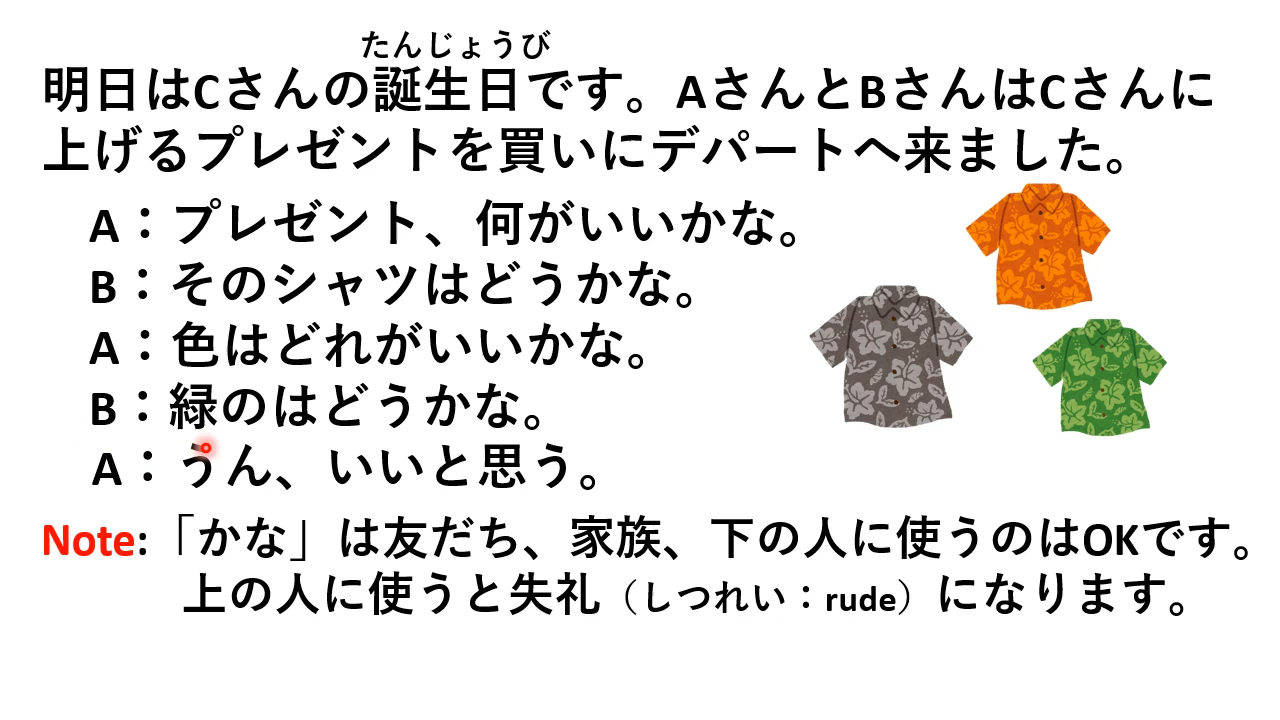 たんじょうび
明日はCさんの誕生日です。AさんとBさんはCさんに
上げるプレゼントを買いにデパートへ来ました。
A：プレゼント、何がいいかな。
B：そのシャツはどうかな。
A：色はどれがいいかな。
B：緑のはどうかな。
A：うん、いいと思う。
Note:「かな」は友だち、家族、下の人に使うのはOKです。
上の人に使うと失礼（しつれい：rude）になります。